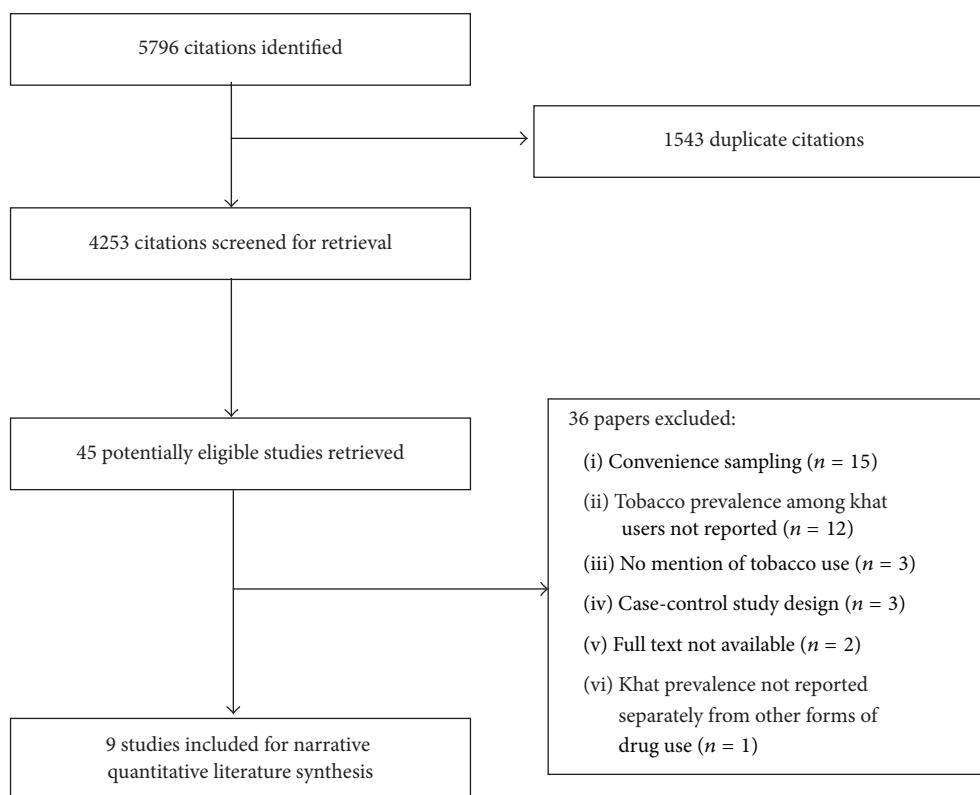 5796 citations identified
1543 duplicate citations
4253 citations screened for retrieval
45 potentially eligible studies retrieved
36 papers excluded:
(i) Convenience sampling (n = 15)
(ii) Tobacco prevalence among khat
users not reported (n = 12)
(iii) No mention of tobacco use (n = 3)
(iv) Case-control study design (n = 3)
(v) Full text not available (n = 2)
(vi) Khat prevalence not reported
separately from other forms of
drug use (n = 1)
9 studies included for narrative
quantitative literature synthesis